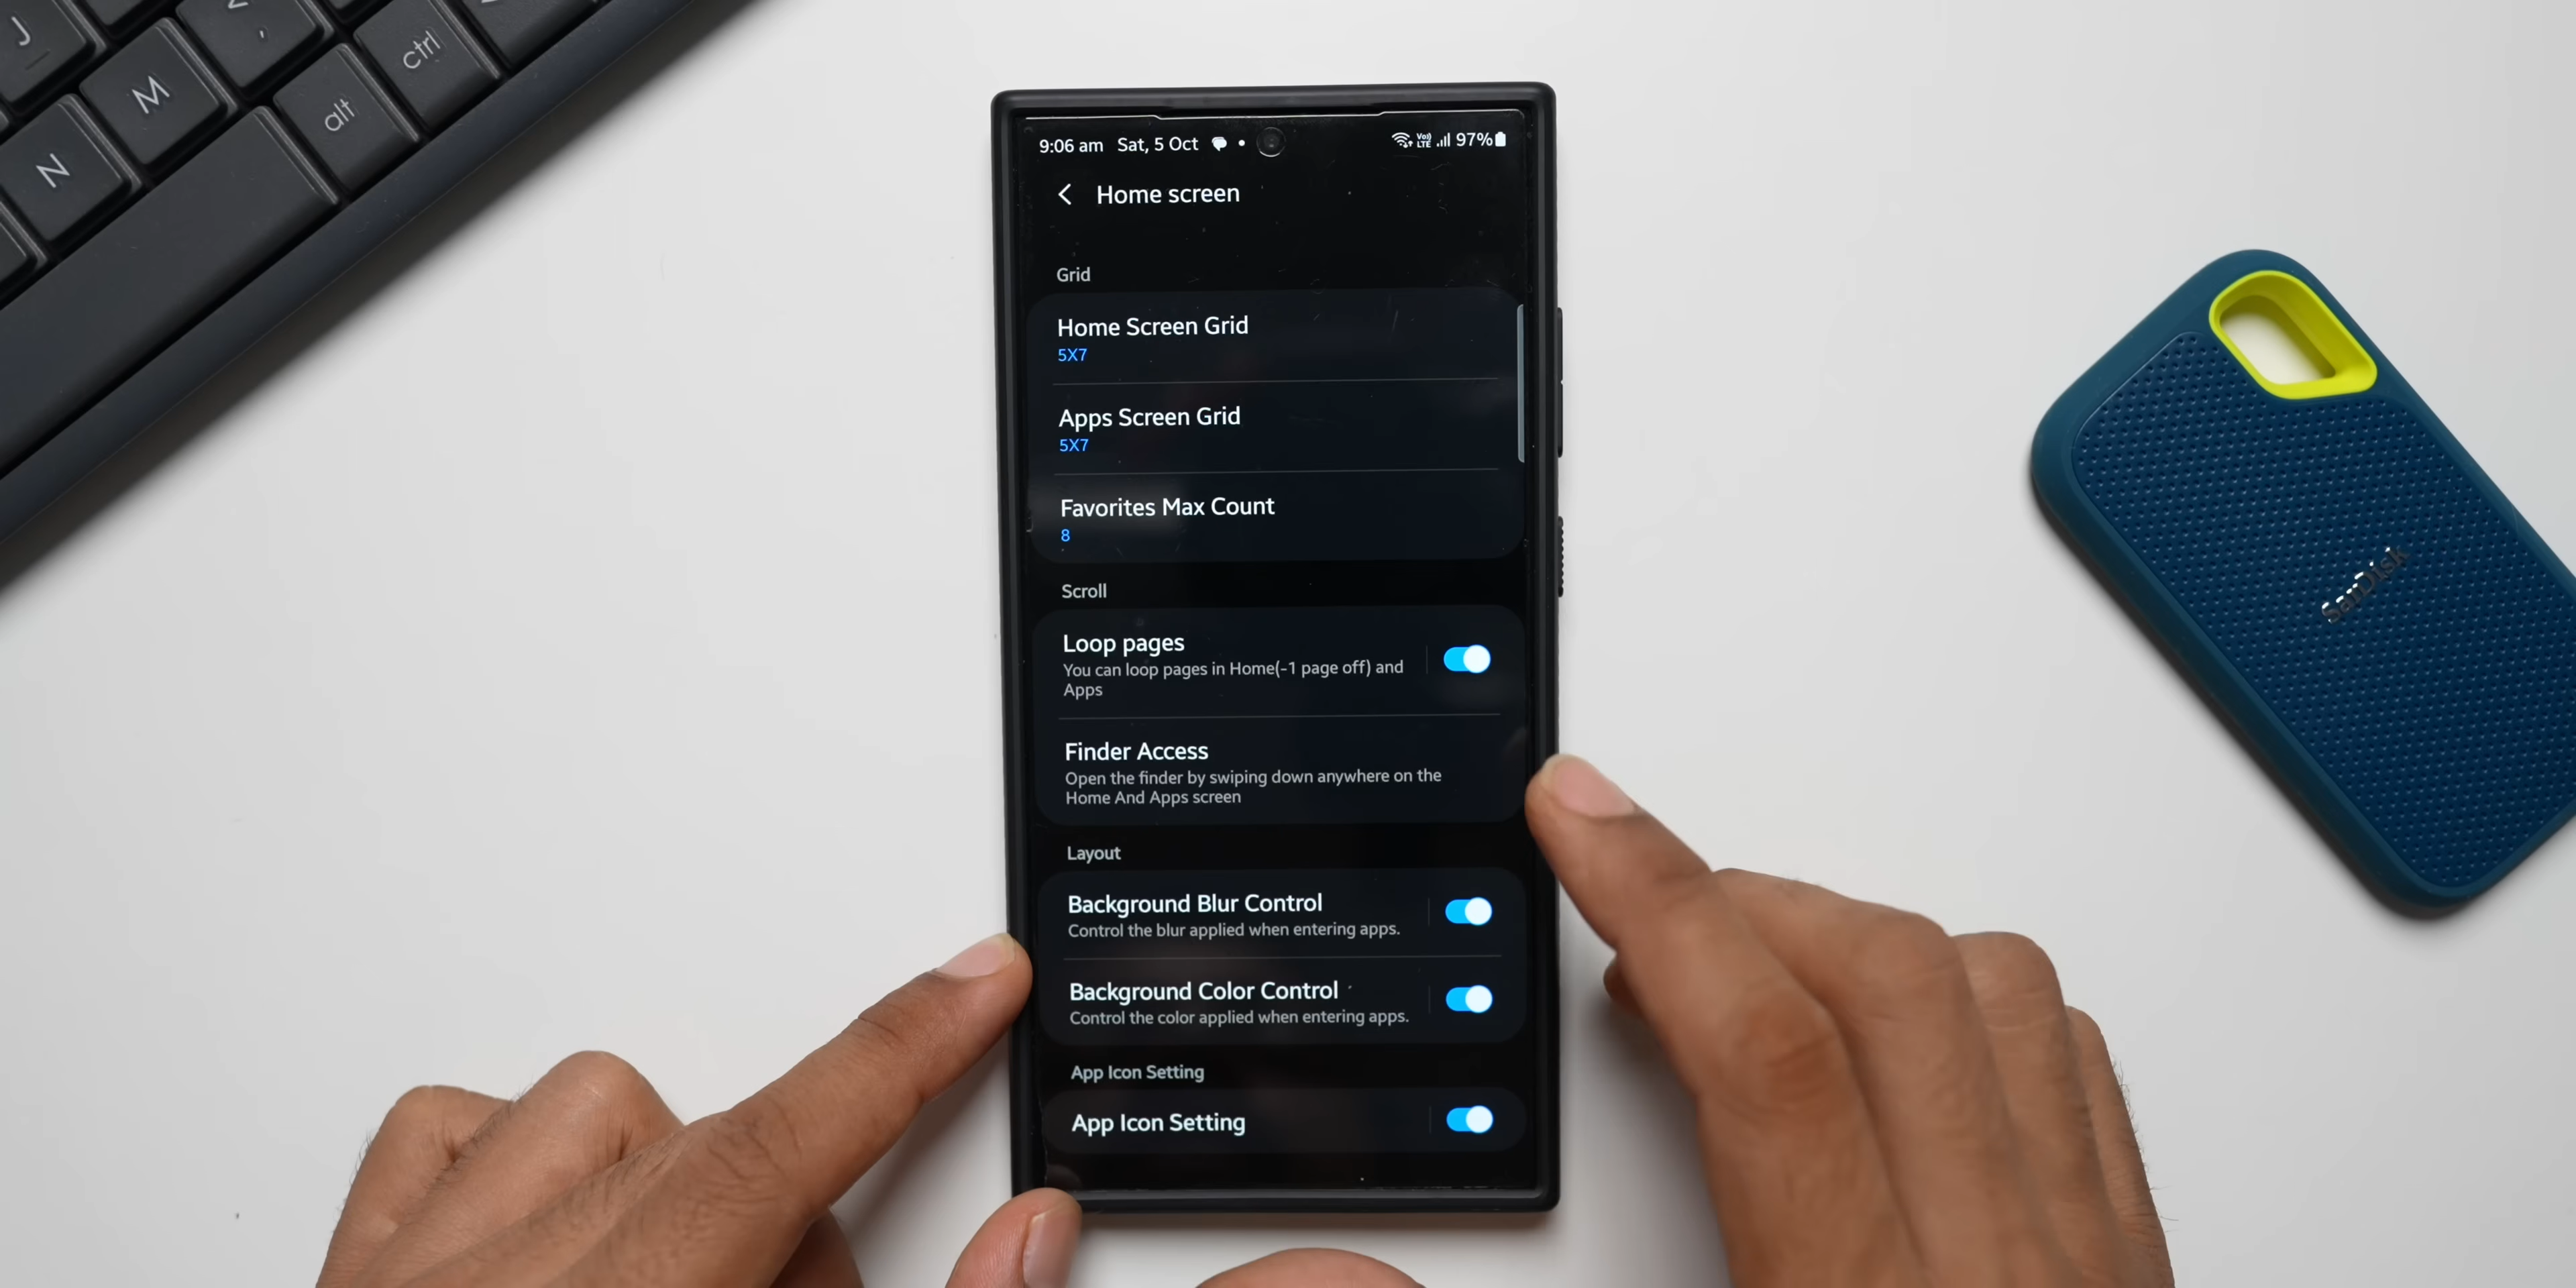 J
M
,
ctrl
alt
N
9:06 am Sat, 5 Oct
Vo)) LTE 97%
Home screen
Grid
Home Screen Grid
5X7
Apps Screen Grid
5X7
Favorites Max Count
8
Scroll
Loop pages
You can loop pages in Home(-1 page off) and
Apps
Finder Access
Open the finder by swiping down anywhere on the
Home And Apps screen
Layout
Background Blur Control
Control the blur applied when entering apps.
Background Color Control
Control the color applied when entering apps.
App Icon Setting
App Icon Setting
SanDisk